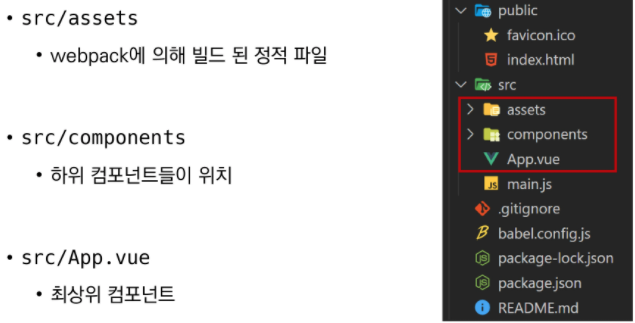 • src/assets
• webpack에 의해 빌드 된 정적 파일
• src/components
• 하위 컴포넌트들이 위치
• src/App.vue
• 최상위 컴포넌트
public
favicon.ico
index.html
src
assets
components
App.vue
main.js
.gitignore
babel.config.js
package-lock.json
package.json
README.md